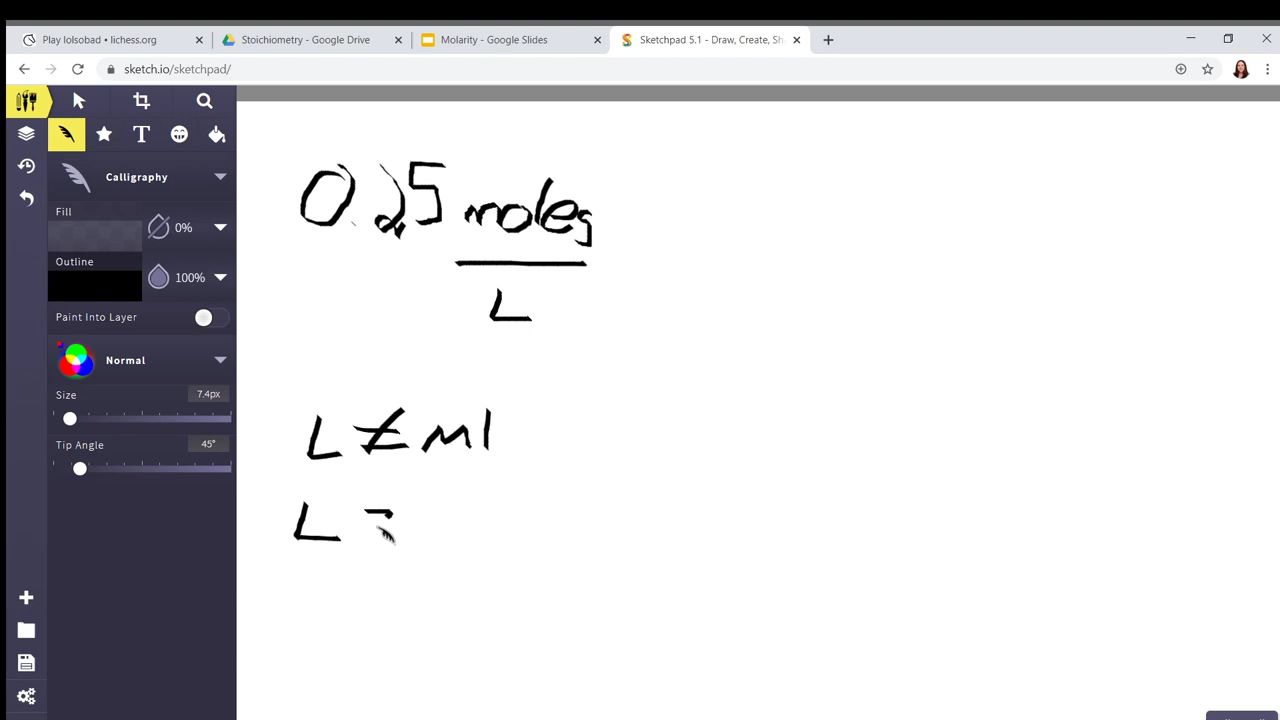 Play lolsobad • lichess.org
Stoichiometry - Google Drive
Molarity - Google Slides
Sketchpad 5.1 - Draw, Create, Sh
sketch.io/sketchpad/
Calligraphy
Fill
0%
Outline
100%
Paint Into Layer
Normal
Size
7.4px
Tip Angle
45°
0.25 moles
L
L ≠ ml
L